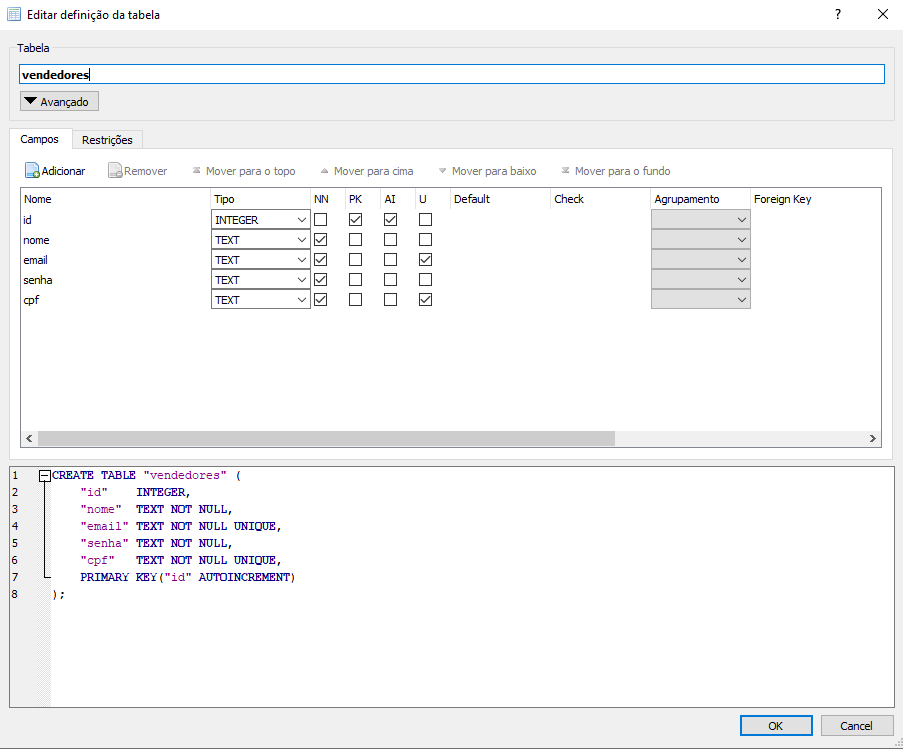 Editar definição da tabela ?
Tabela
vendedores
Avançado
Campos Restrições
Adicionar Remover Mover para o topo Mover para cima Mover para baixo Mover para o fundo
Nome Tipo NN PK AI U Default Check Agrupamento Foreign Key
id INTEGER
nome TEXT
email TEXT
senha TEXT
cpf TEXT
1 CREATE TABLE "vendedores" (
2 "id" INTEGER,
3 "nome" TEXT NOT NULL,
4 "email" TEXT NOT NULL UNIQUE,
5 "senha" TEXT NOT NULL,
6 "cpf" TEXT NOT NULL UNIQUE,
7 PRIMARY KEY("id" AUTOINCREMENT)
8 );
OK Cancel